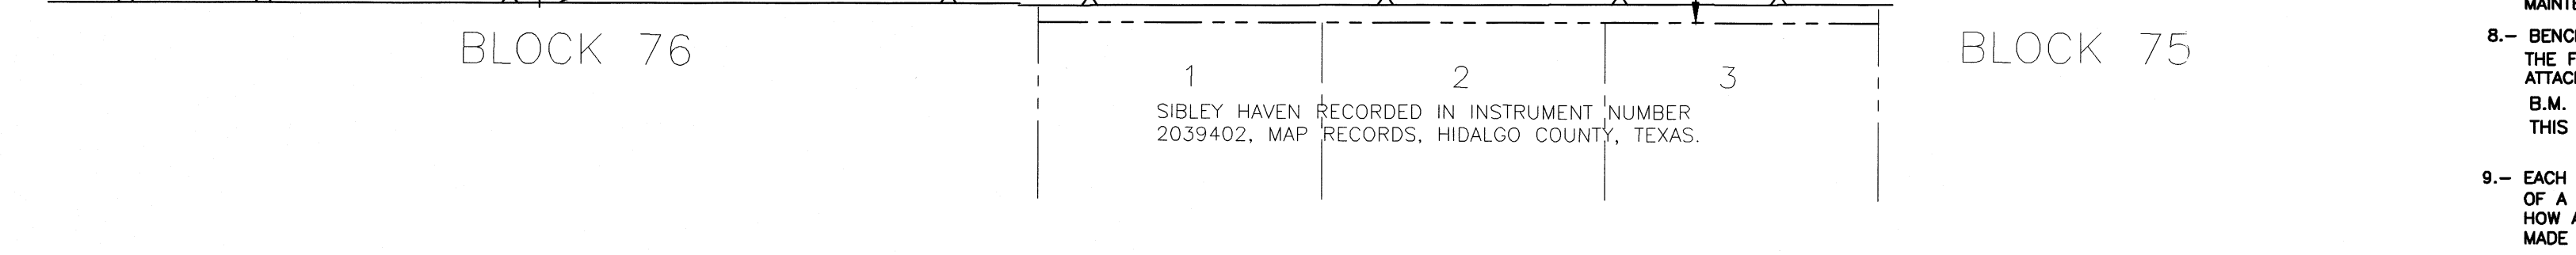 BLOCK 76
1
2
3
BLOCK 75
SIBLEY HAVEN RECORDED IN INSTRUMENT NUMBER
2039402, MAP RECORDS, HIDALGO COUNTY, TEXAS.
8.- 
THE
B.M.
THIS
9.- EACH
OF A
HOW
MADE